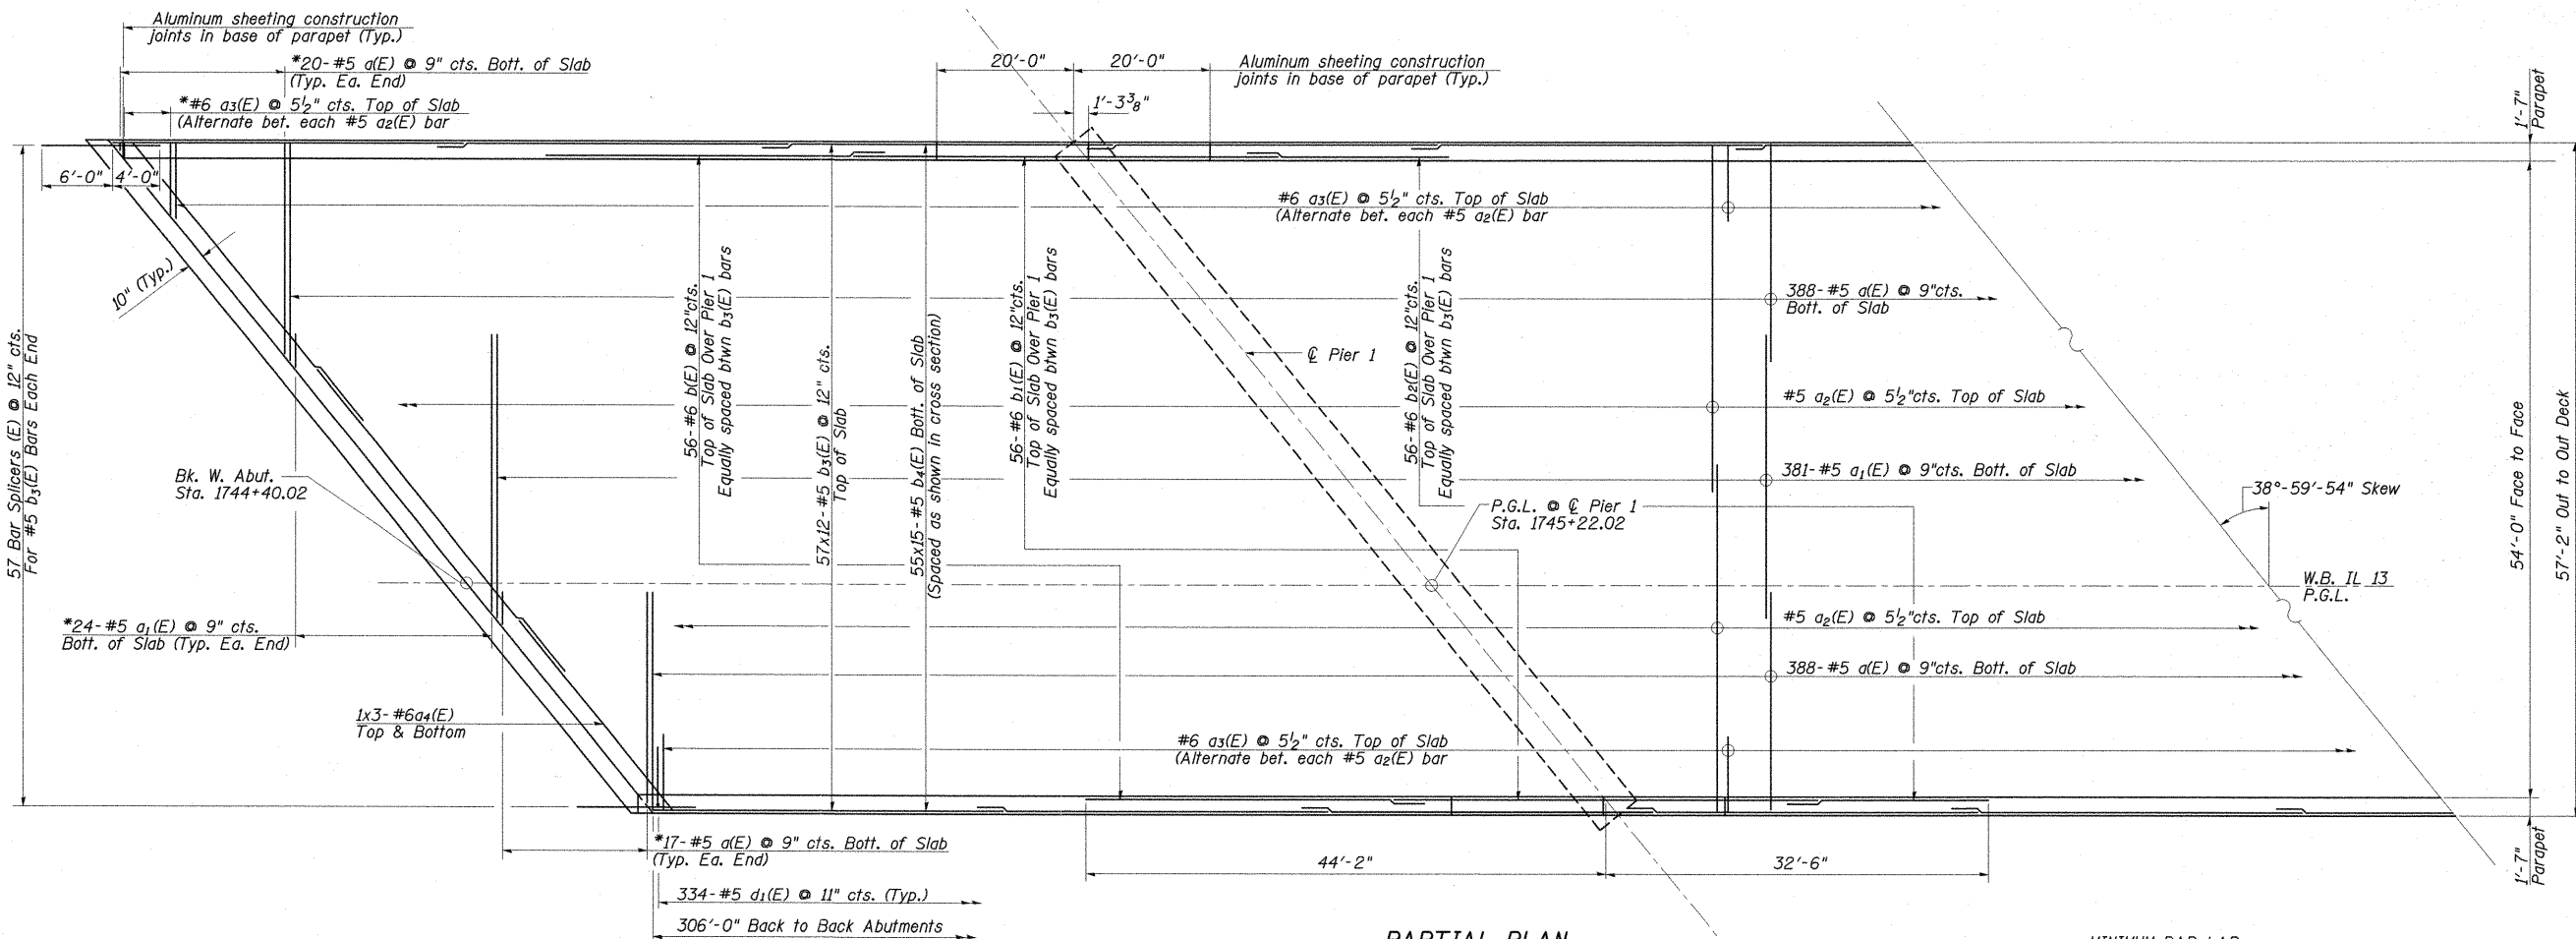 Aluminum sheeting construction
joints in base of parapet (Typ.)
*20-#5 a(E) @ 9" cts. Bott. of Slab
(Typ. Ea. End)
*#6 a3(E) @ 5½" cts. Top of Slab
(Alternate bet. each #5 a2(E) bar
20'-0"
20'-0"
1'-3⅜"
Aluminum sheeting construction
joints in base of parapet (Typ.)
1'-7"
Parapet
6'-0"
4'-0"
#6 a3(E) @ 5½" cts. Top of Slab
(Alternate bet. each #5 a2(E) bar
10" (Typ.)
57 Bar Splicers (E) @ 12" cts.
For #5 b3(E) Bars Each End
56-#6 b(E) @ 12"cts.
Top of Slab Over Pier 1
Equally spaced btwn b3(E) bars
57x12-#5 b3(E) @ 12" cts.
Top of Slab
55x15-#5 b4(E) Bott. of Slab
(Spaced as shown in cross section)
56-#6 b1(E) @ 12"cts.
Top of Slab Over Pier 1
Equally spaced btwn b3(E) bars
56-#6 b2(E) @ 12"cts.
Top of Slab Over Pier 1
Equally spaced btwn b3(E) bars
℄ Pier 1
388-#5 a(E) @ 9"cts.
Bott. of Slab
#5 a2(E) @ 5½"cts. Top of Slab
381-#5 a1(E) @ 9"cts. Bott. of Slab
Bk. W. Abut.
Sta. 1744+40.02
P.G.L. @ ℄ Pier 1
Sta. 1745+22.02
38°-59'-54" Skew
W.B. IL 13
P.G.L.
54'-0" Face to Face
57'-2" Out to Out Deck
*24-#5 a1(E) @ 9" cts.
Bott. of Slab (Typ. Ea. End)
#5 a2(E) @ 5½"cts. Top of Slab
388-#5 a(E) @ 9"cts. Bott. of Slab
1x3-#6a4(E)
Top & Bottom
#6 a3(E) @ 5½" cts. Top of Slab
(Alternate bet. each #5 a2(E) bar
*17-#5 a(E) @ 9" cts. Bott. of Slab
(Typ. Ea. End)
44'-2"
32'-6"
1'-7"
Parapet
334-#5 d1(E) @ 11" cts. (Typ.)
306'-0" Back to Back Abutments
PARTIAL PLAN
MINIMUM BAR LAP